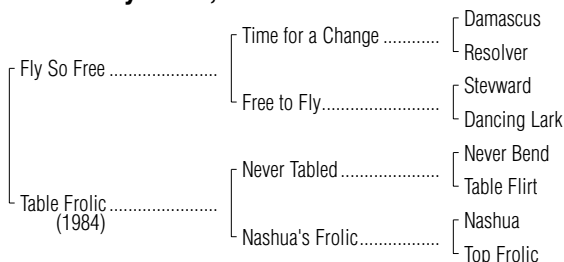 Damascus
Time for a Change ............
Resolver
Fly So Free ......................
Stevward
Free to Fly.........................
Dancing Lark
Never Bend
Never Tabled.....................
Table Flirt
Table Frolic......................
(1984)
Nashua
Nashua's Frolic.................
Top Frolic